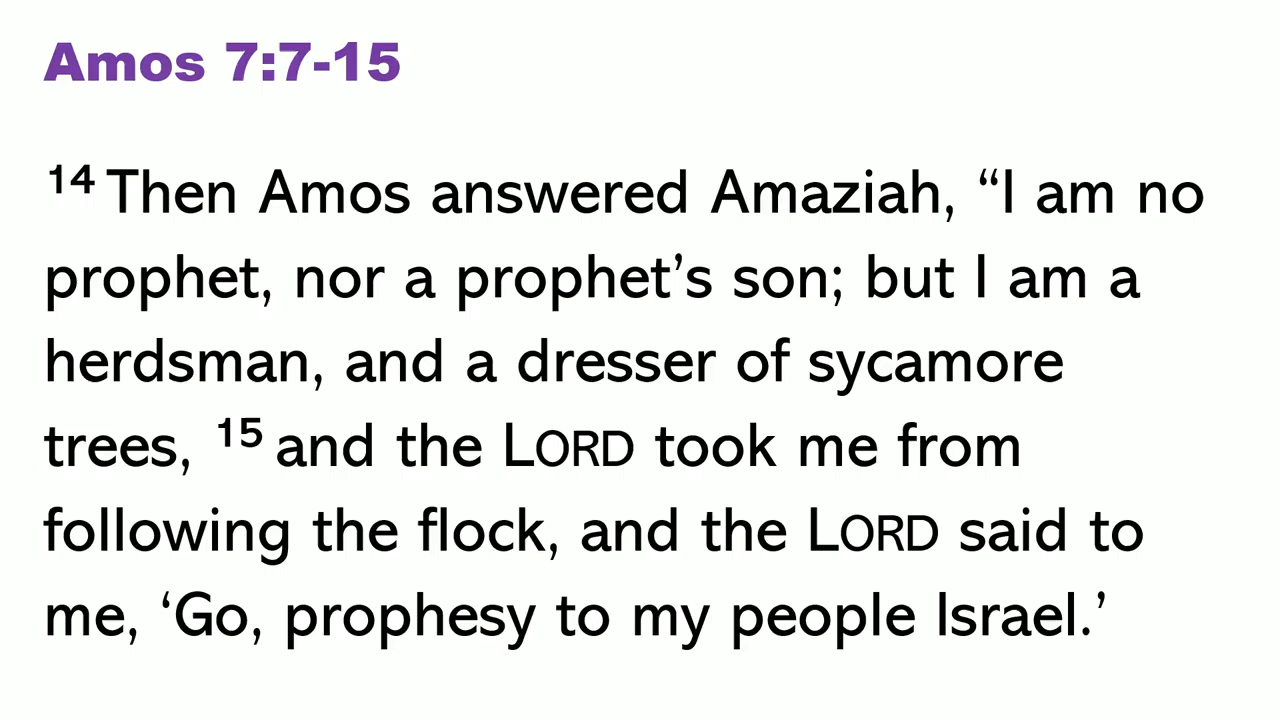 Amos 7:7-15
14 Then Amos answered Amaziah, “I am no
prophet, nor a prophet’s son; but I am a
herdsman, and a dresser of sycamore
trees, 15 and the LORD took me from
following the flock, and the LORD said to
me, ‘Go, prophesy to my people Israel.’